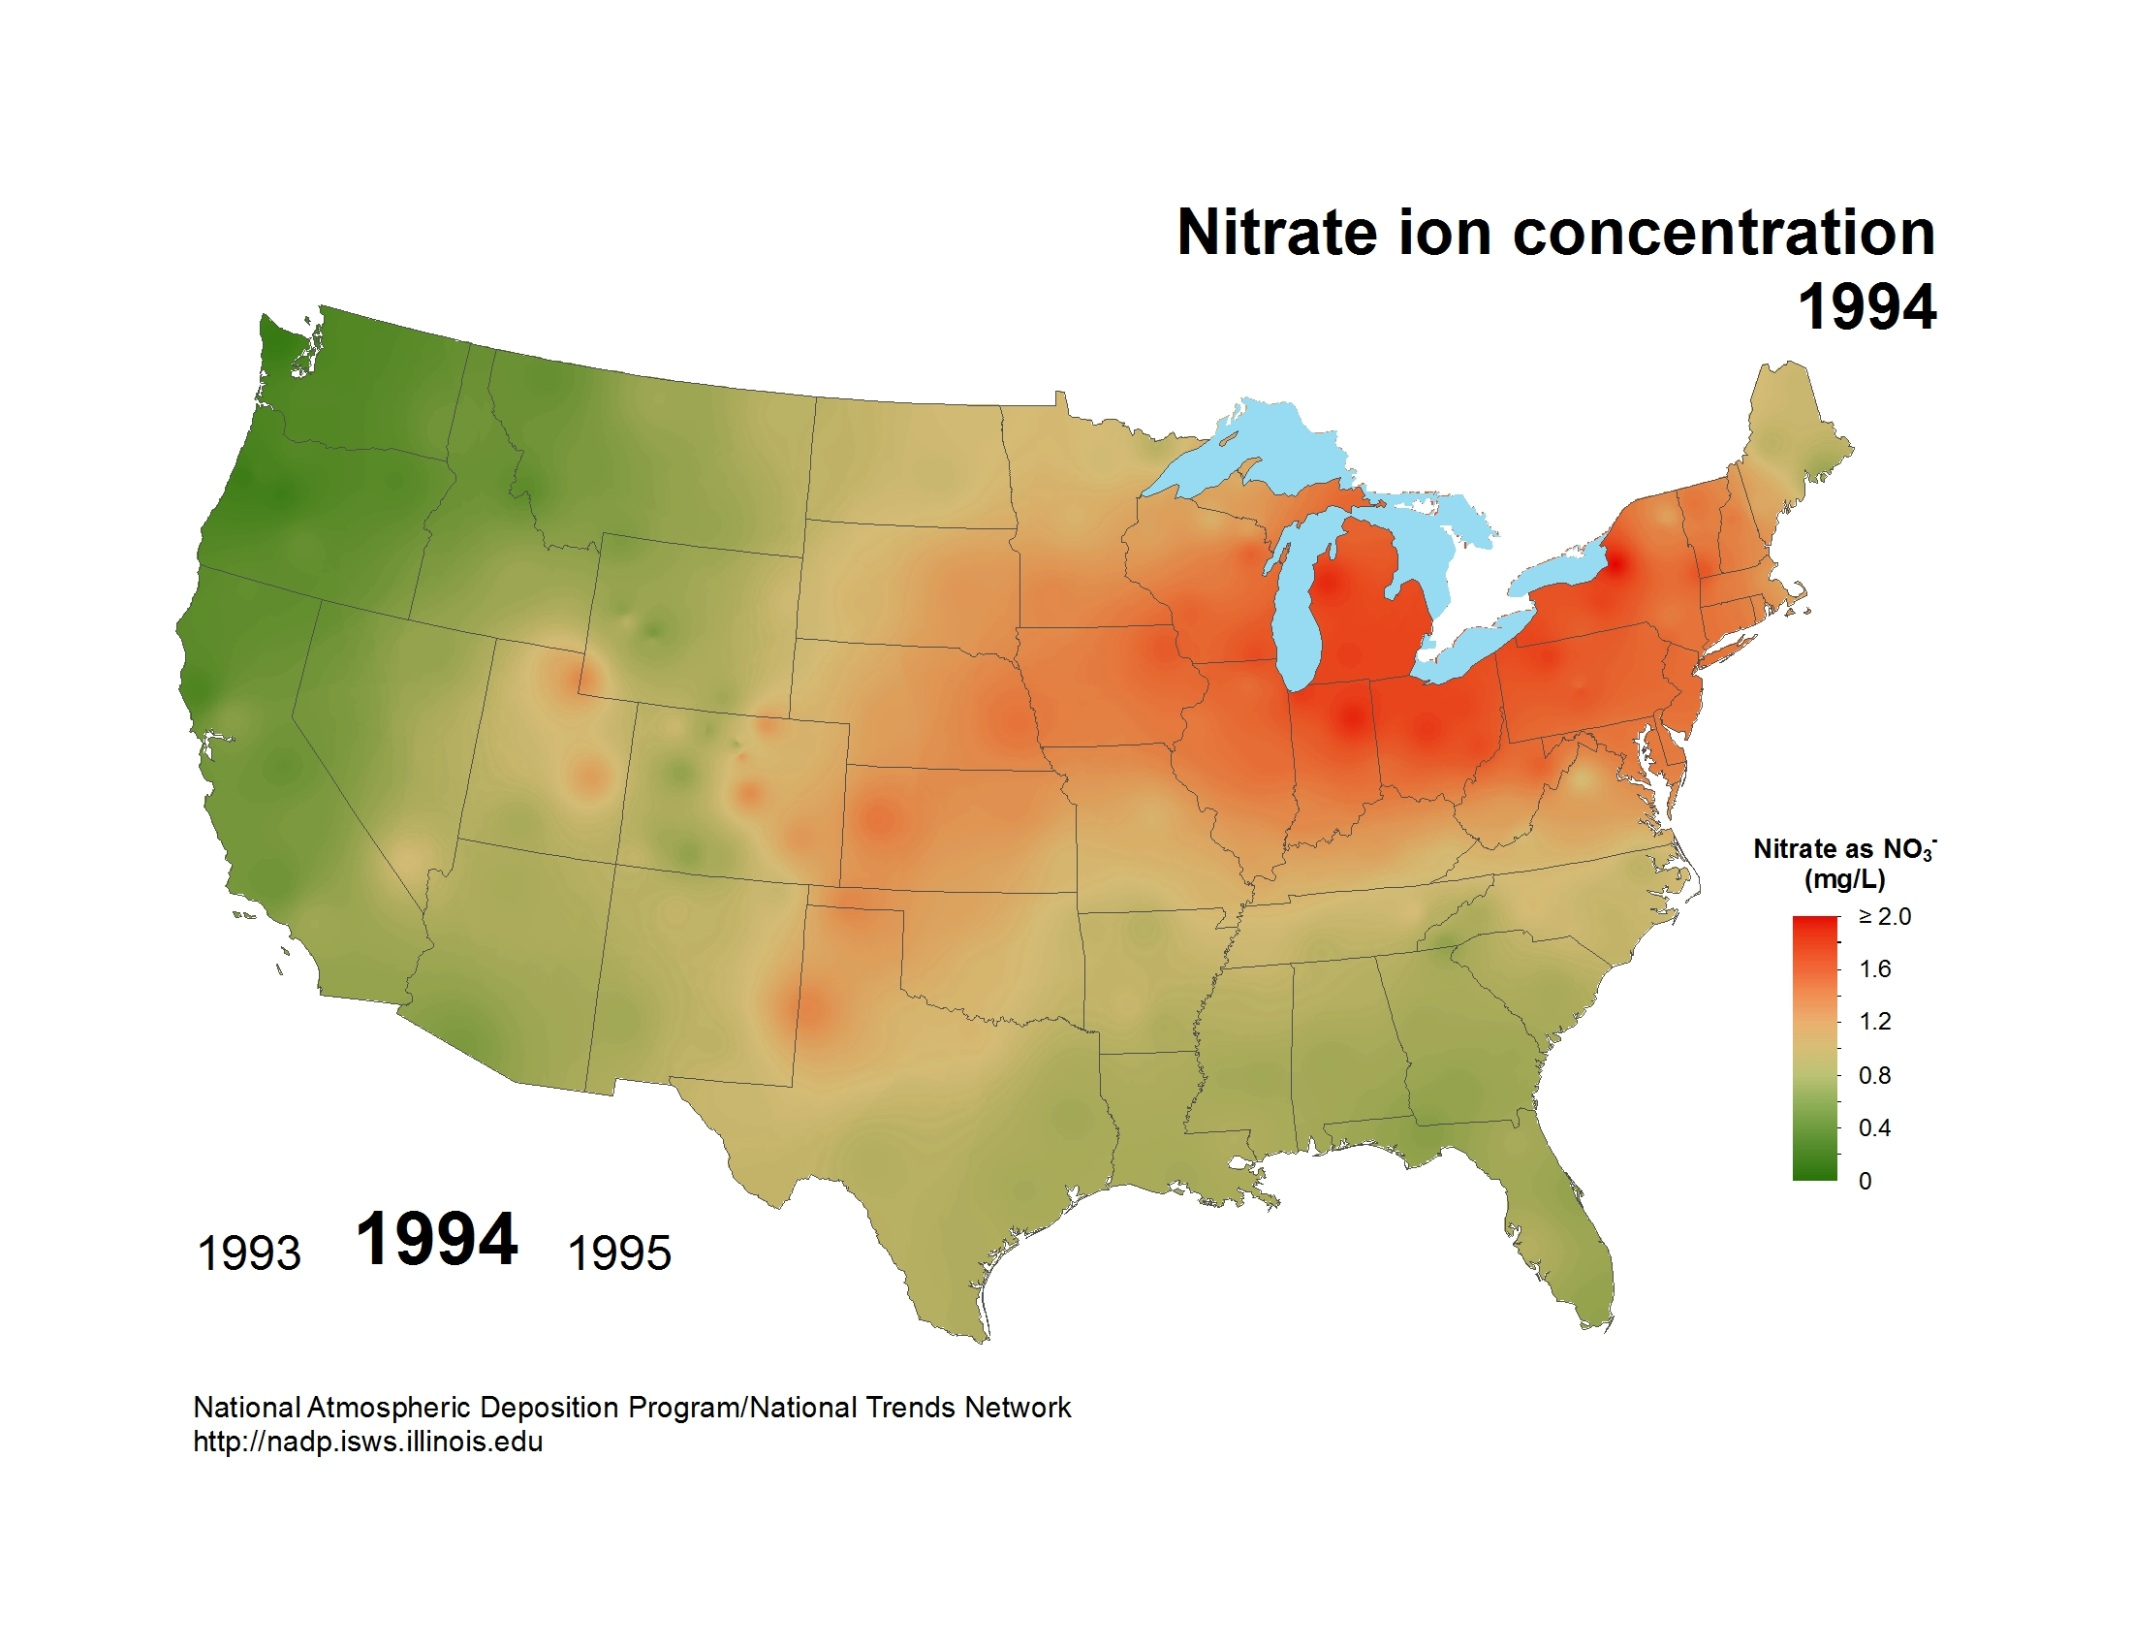 Nitrate ion concentration
1994
Nitrate as NO₃⁻
(mg/L)
≥ 2.0
1.6
1.2
0.8
0.4
0
1993 1994 1995
National Atmospheric Deposition Program/National Trends Network
http://nadp.isws.illinois.edu